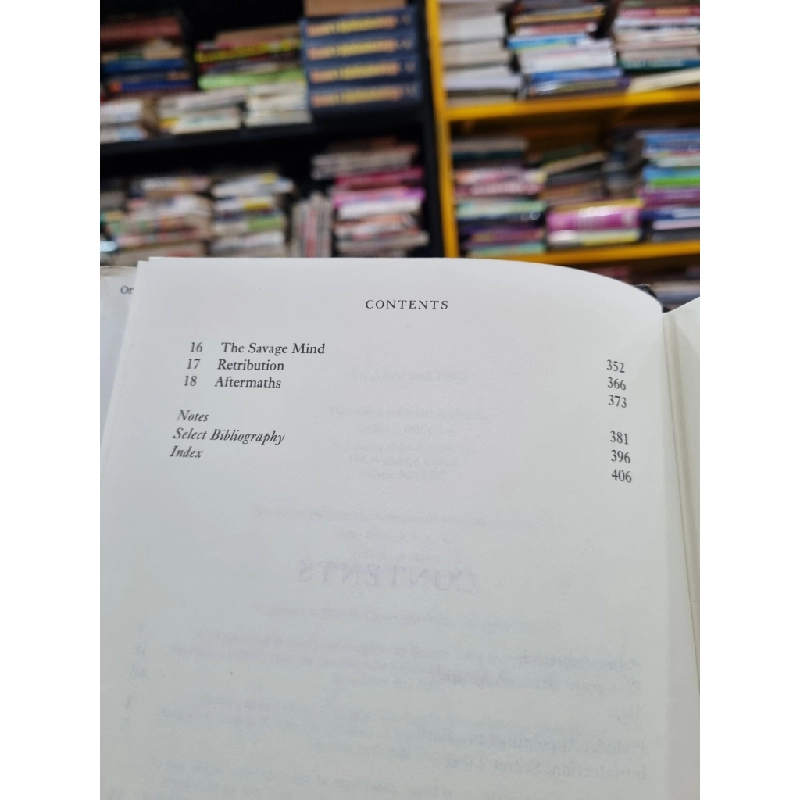 CONTENTS
16 The Savage Mind 352
17 Retribution 366
18 Aftermaths 373
Notes 381
Select Bibliography 396
Index 406